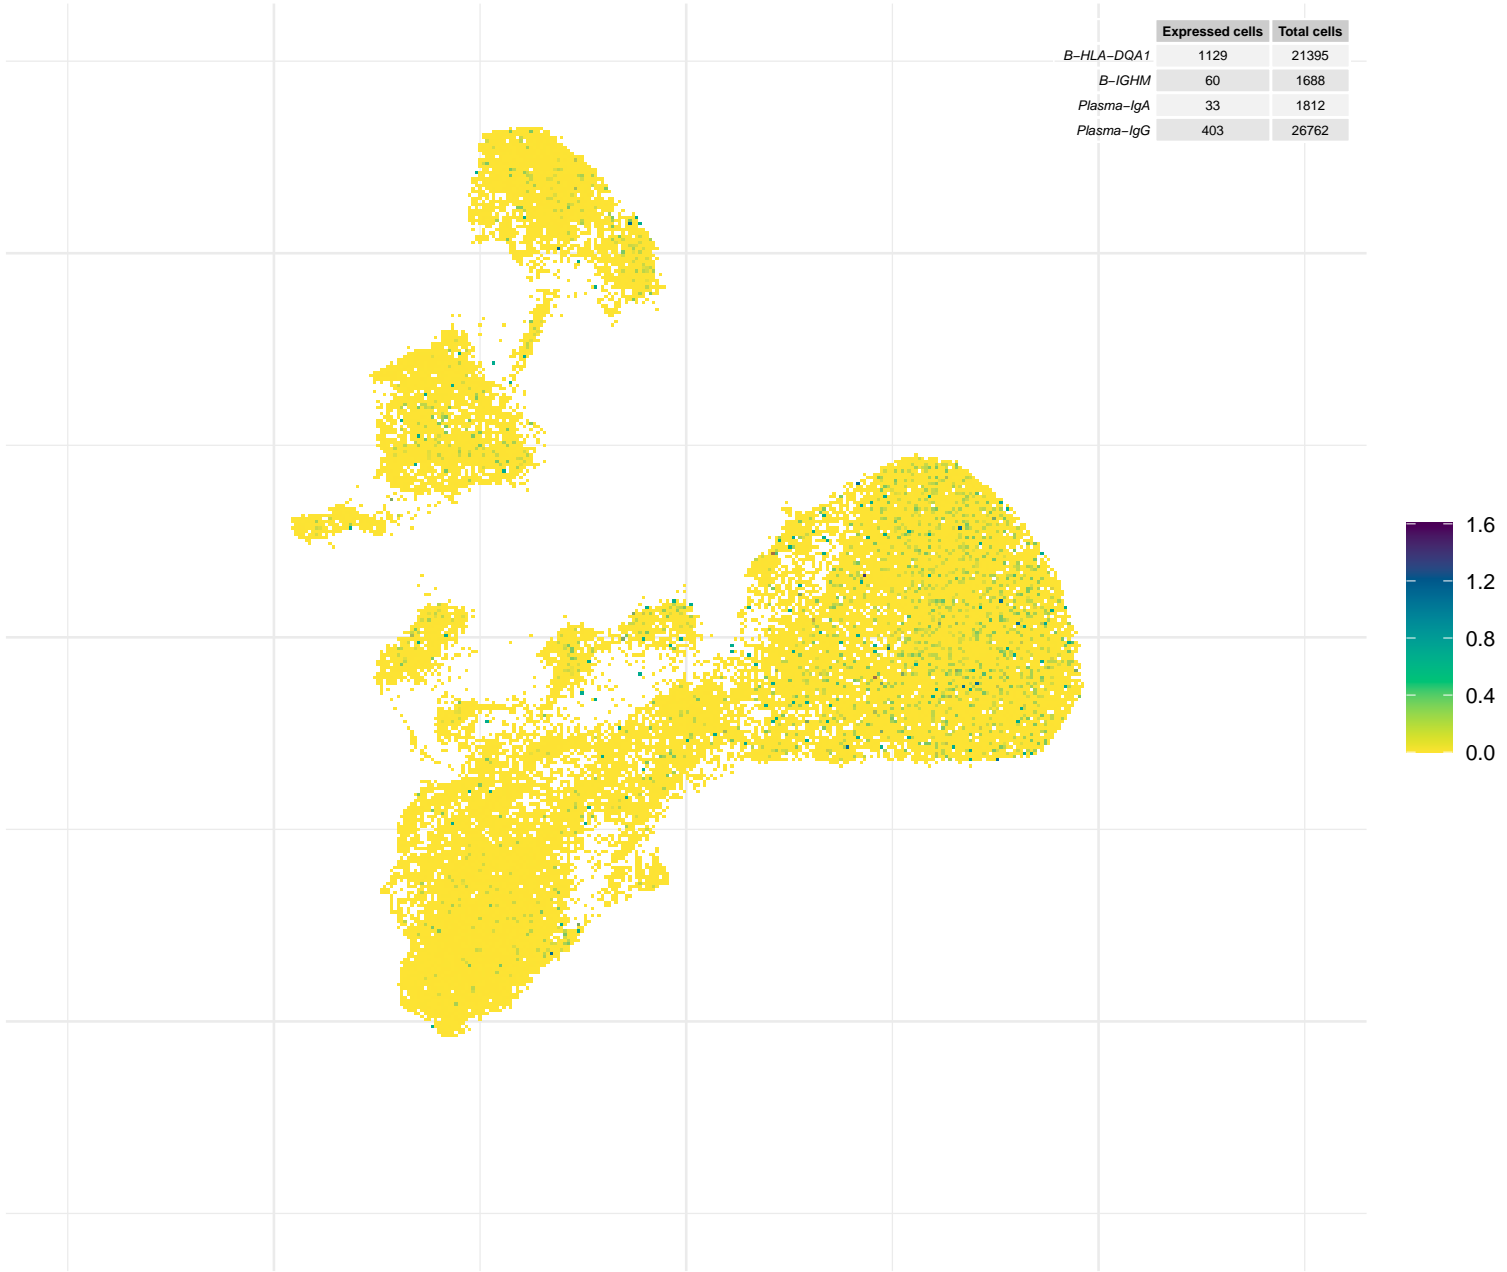 Expressed cells Total cells
B−HLA−DQA1 1129 21395
B−IGHM 60 1688
Plasma−IgA 33 1812
Plasma−IgG 403 26762
1.6
1.2
0.8
0.4
0.0